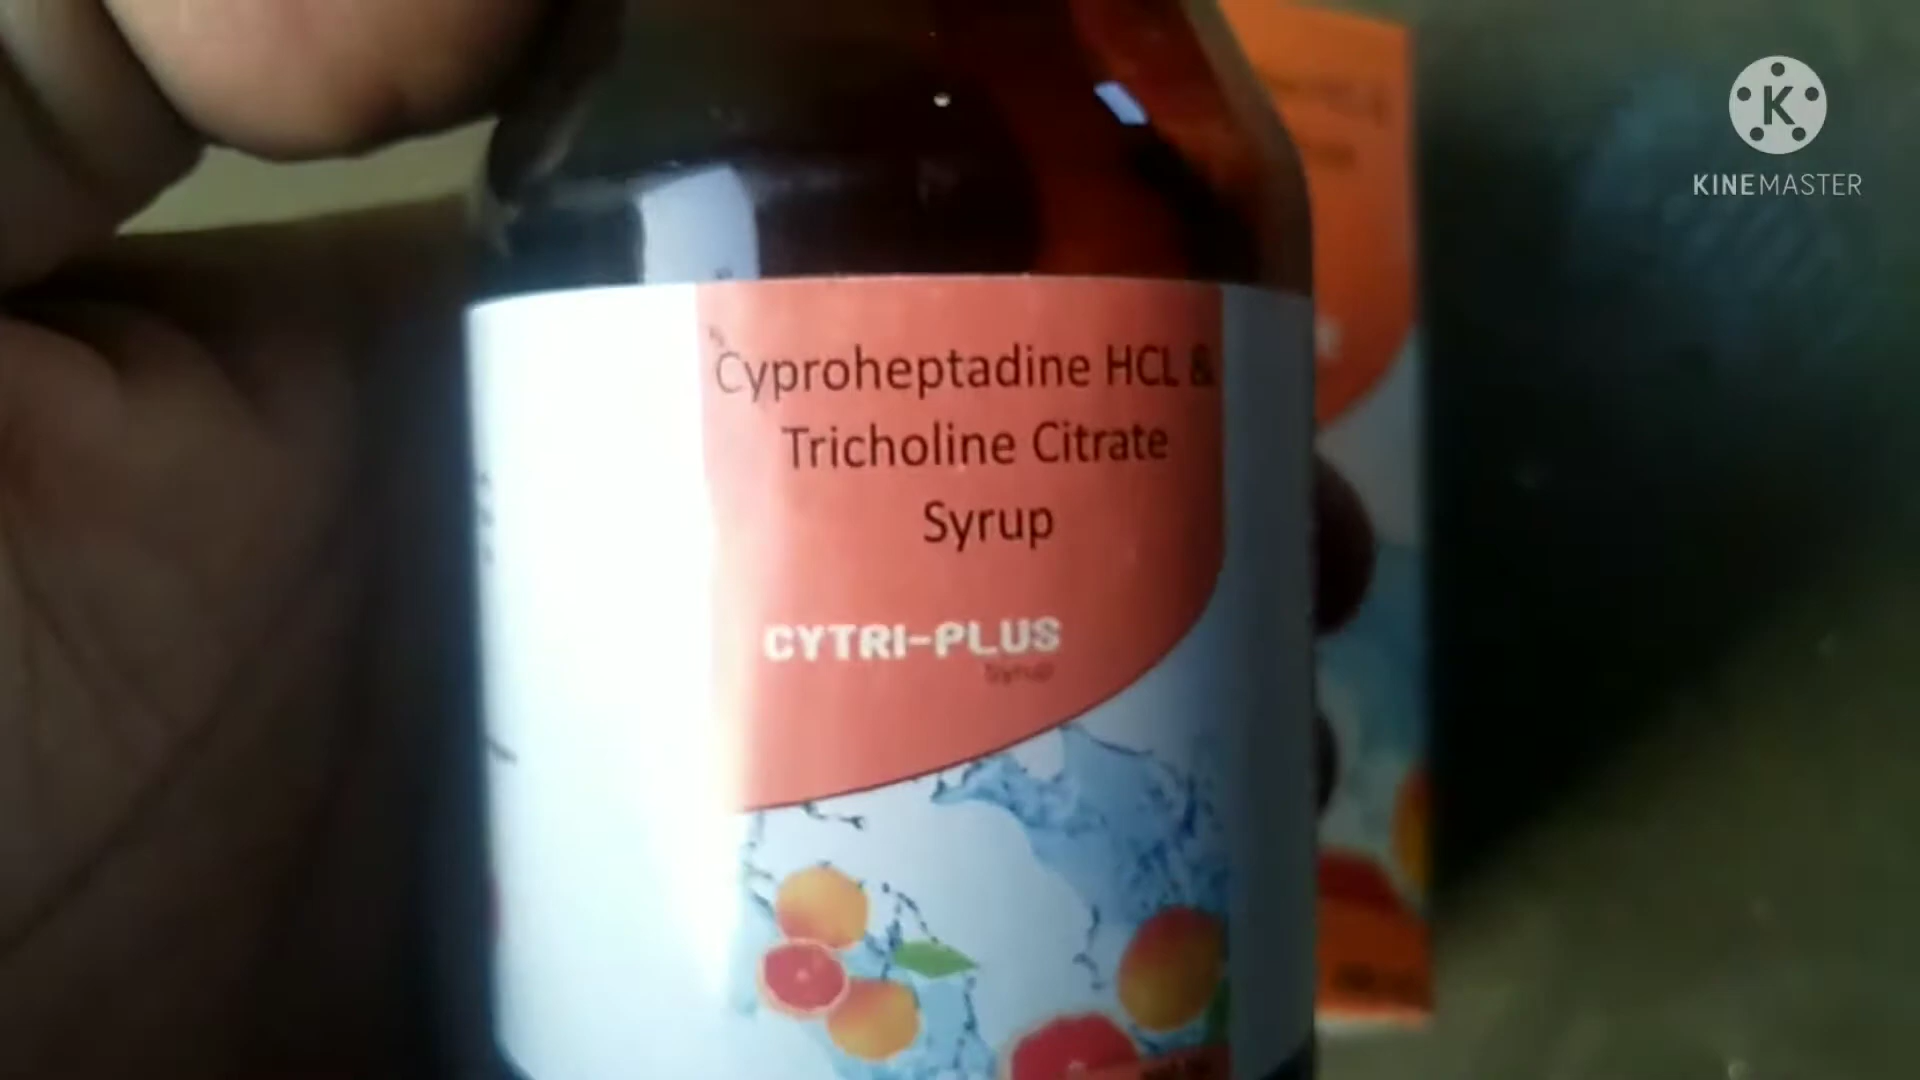 Cyproheptadine HCL &
Tricholine Citrate
Syrup
CYTRI-PLUS
Syrup
K
KINEMASTER